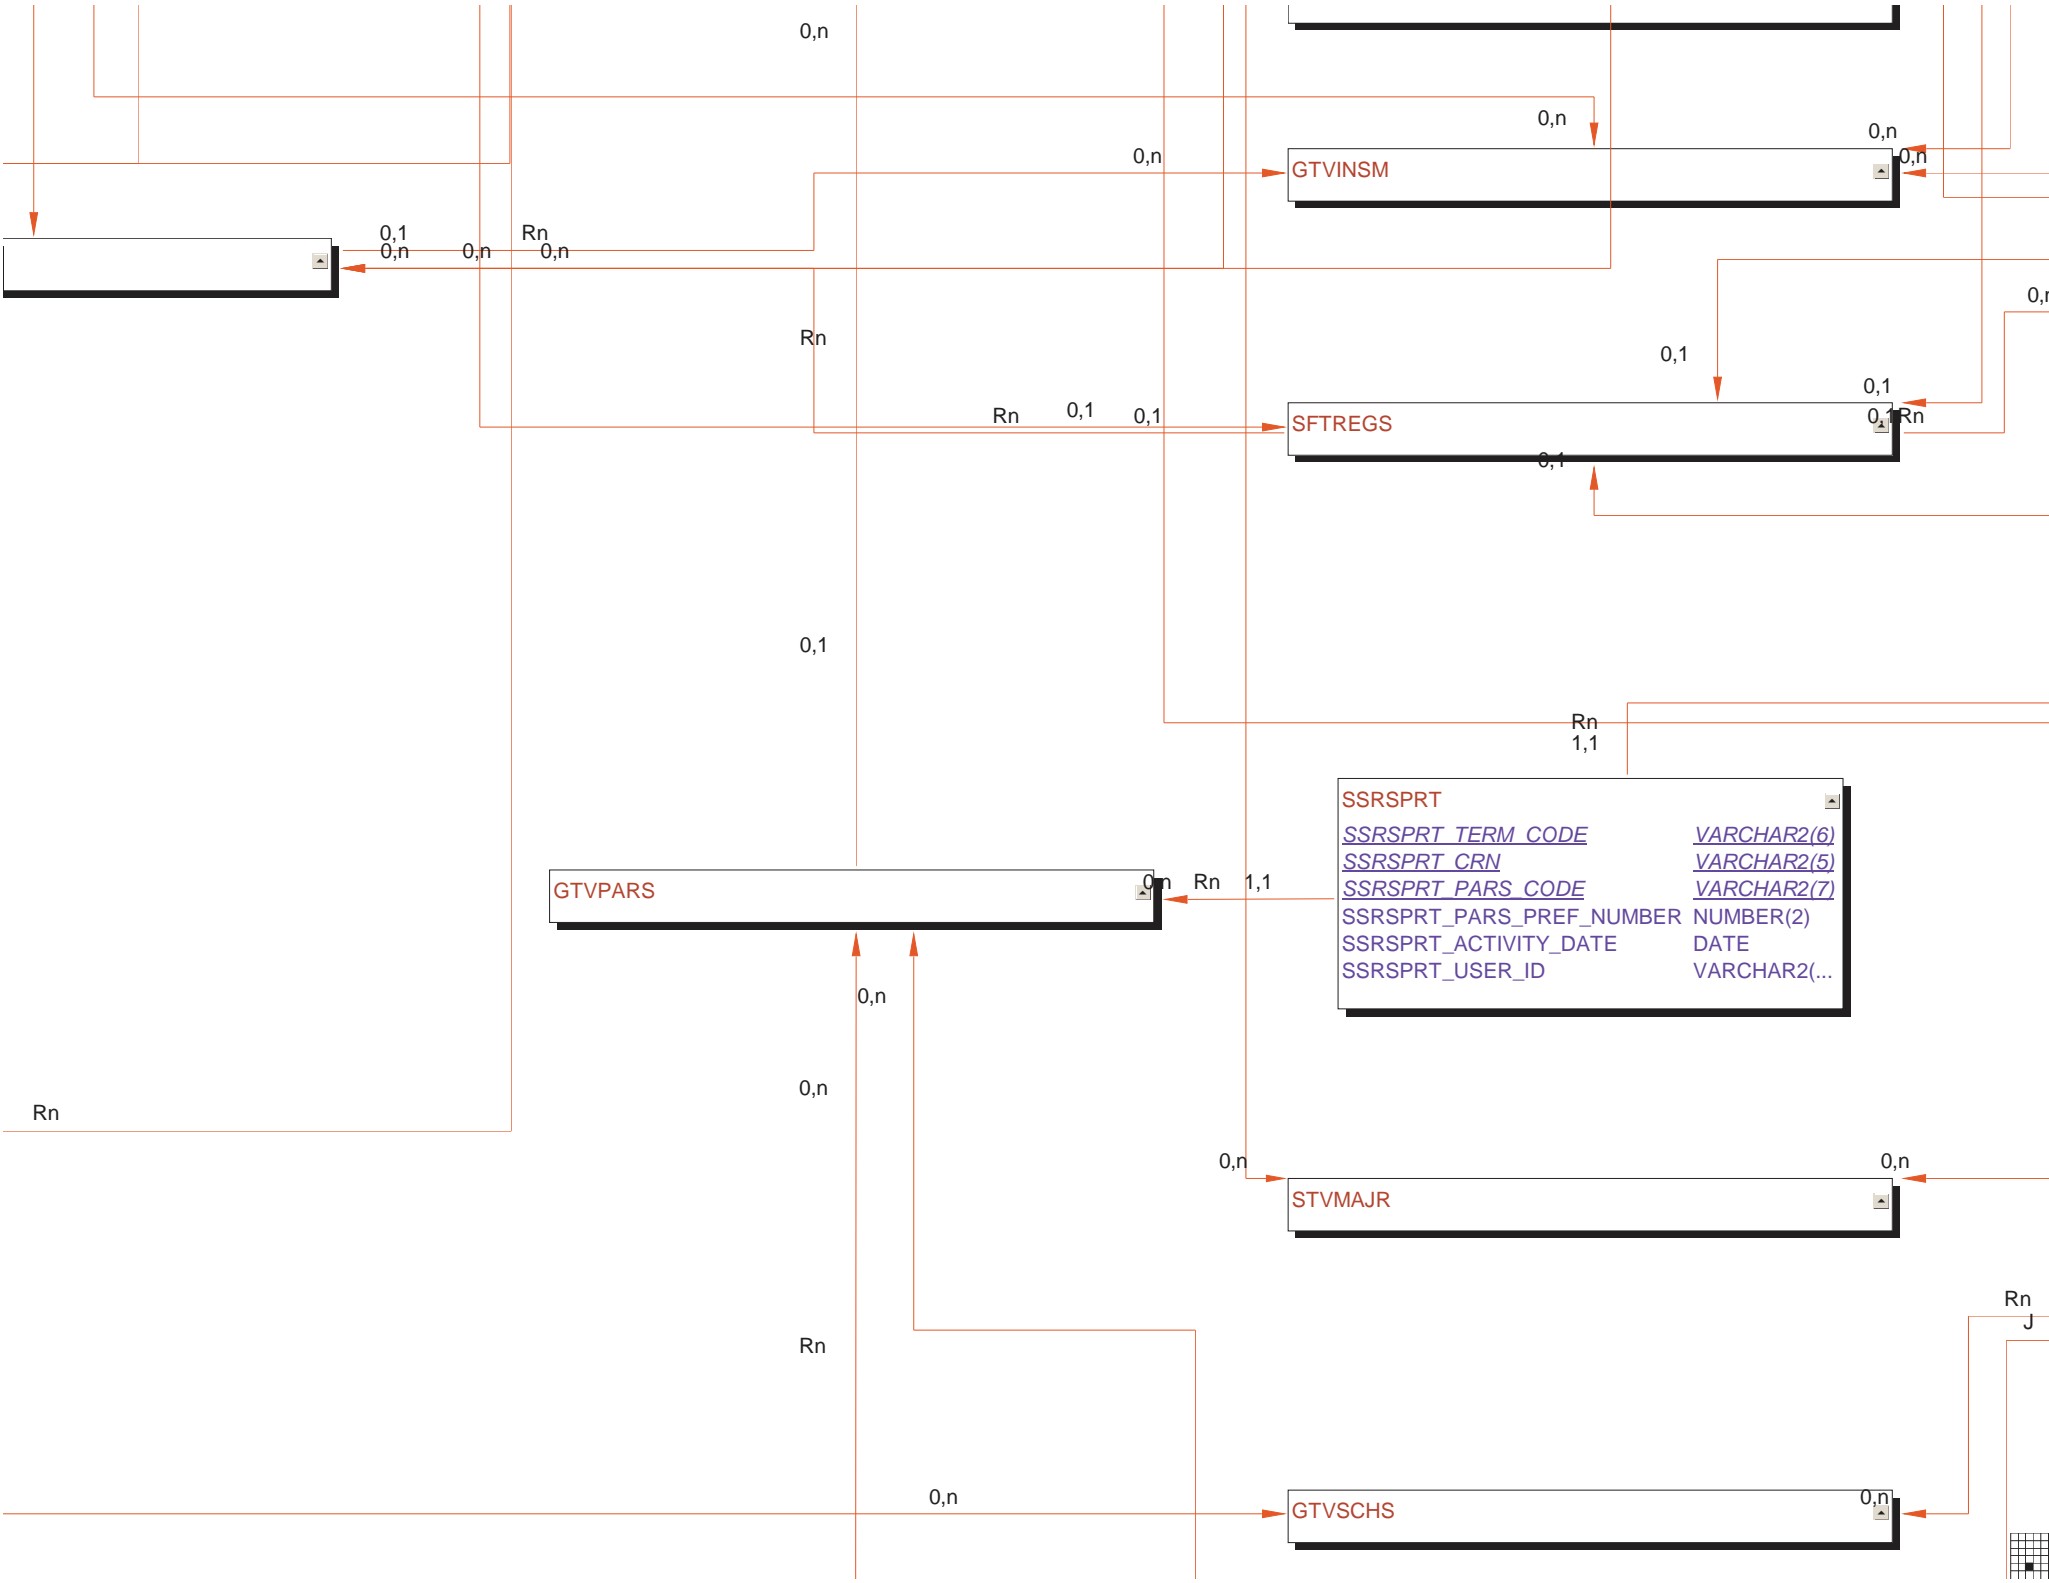 0,n
0,n
0,n
0,n
0,n
GTVINSM
0,1
Rn
0,n
0,n
0,n
0,1
Rn
0,1
Rn
0,1
0,1
0,1
Rn
SFTREGS
0,1
0,1
Rn
1,1
SSRSPRT
SSRSPRT_TERM_CODE VARCHAR2(6)
SSRSPRT_CRN VARCHAR2(5)
SSRSPRT_PARS_CODE VARCHAR2(7)
SSRSPRT_PARS_PREF_NUMBER NUMBER(2)
SSRSPRT_ACTIVITY_DATE DATE
SSRSPRT_USER_ID VARCHAR2(...
GTVPARS
0,n
Rn
1,1
0,n
0,n
Rn
0,n
0,n
STVMAJR
Rn
J
Rn
0,n
0,n
GTVSCHS